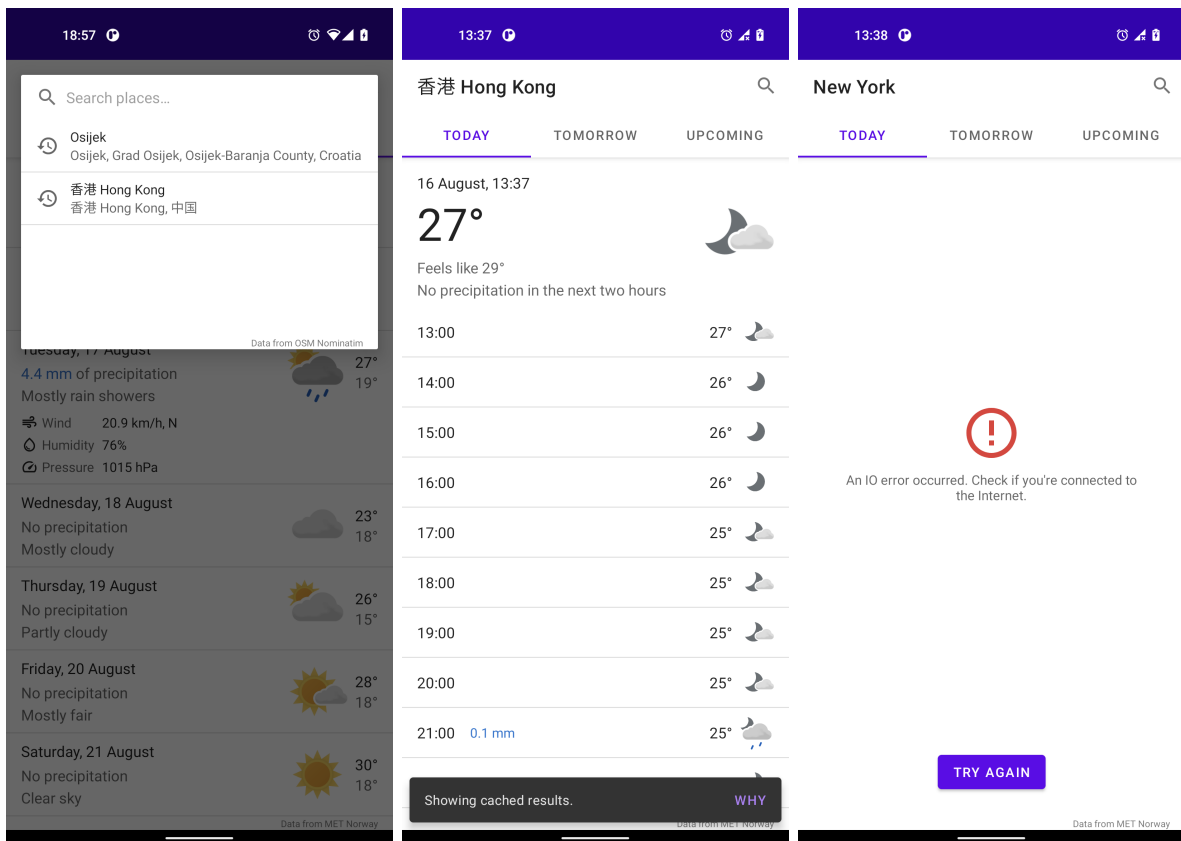 18:57
Search places…
Osijek
Osijek, Grad Osijek, Osijek-Baranja County, Croatia
香港 Hong Kong
香港 Hong Kong, 中国
Data from OSM Nominatim
Tuesday, 17 August
27°
4.4 mm of precipitation
19°
Mostly rain showers
Wind 20.9 km/h, N
Humidity 76%
Pressure 1015 hPa
Wednesday, 18 August
23°
No precipitation
18°
Mostly cloudy
Thursday, 19 August
26°
No precipitation
15°
Partly cloudy
Friday, 20 August
28°
No precipitation
18°
Mostly fair
Saturday, 21 August
30°
No precipitation
18°
Clear sky
Data from MET Norway
13:37
香港 Hong Kong
TODAY TOMORROW UPCOMING
16 August, 13:37
27°
Feels like 29°
No precipitation in the next two hours
13:00 27°
14:00 26°
15:00 26°
16:00 26°
17:00 25°
18:00 25°
19:00 25°
20:00 25°
21:00 0.1 mm 25°
Showing cached results. WHY
Data from MET Norway
13:38
New York
TODAY TOMORROW UPCOMING
An IO error occurred. Check if you're connected to
the Internet.
TRY AGAIN
Data from MET Norway